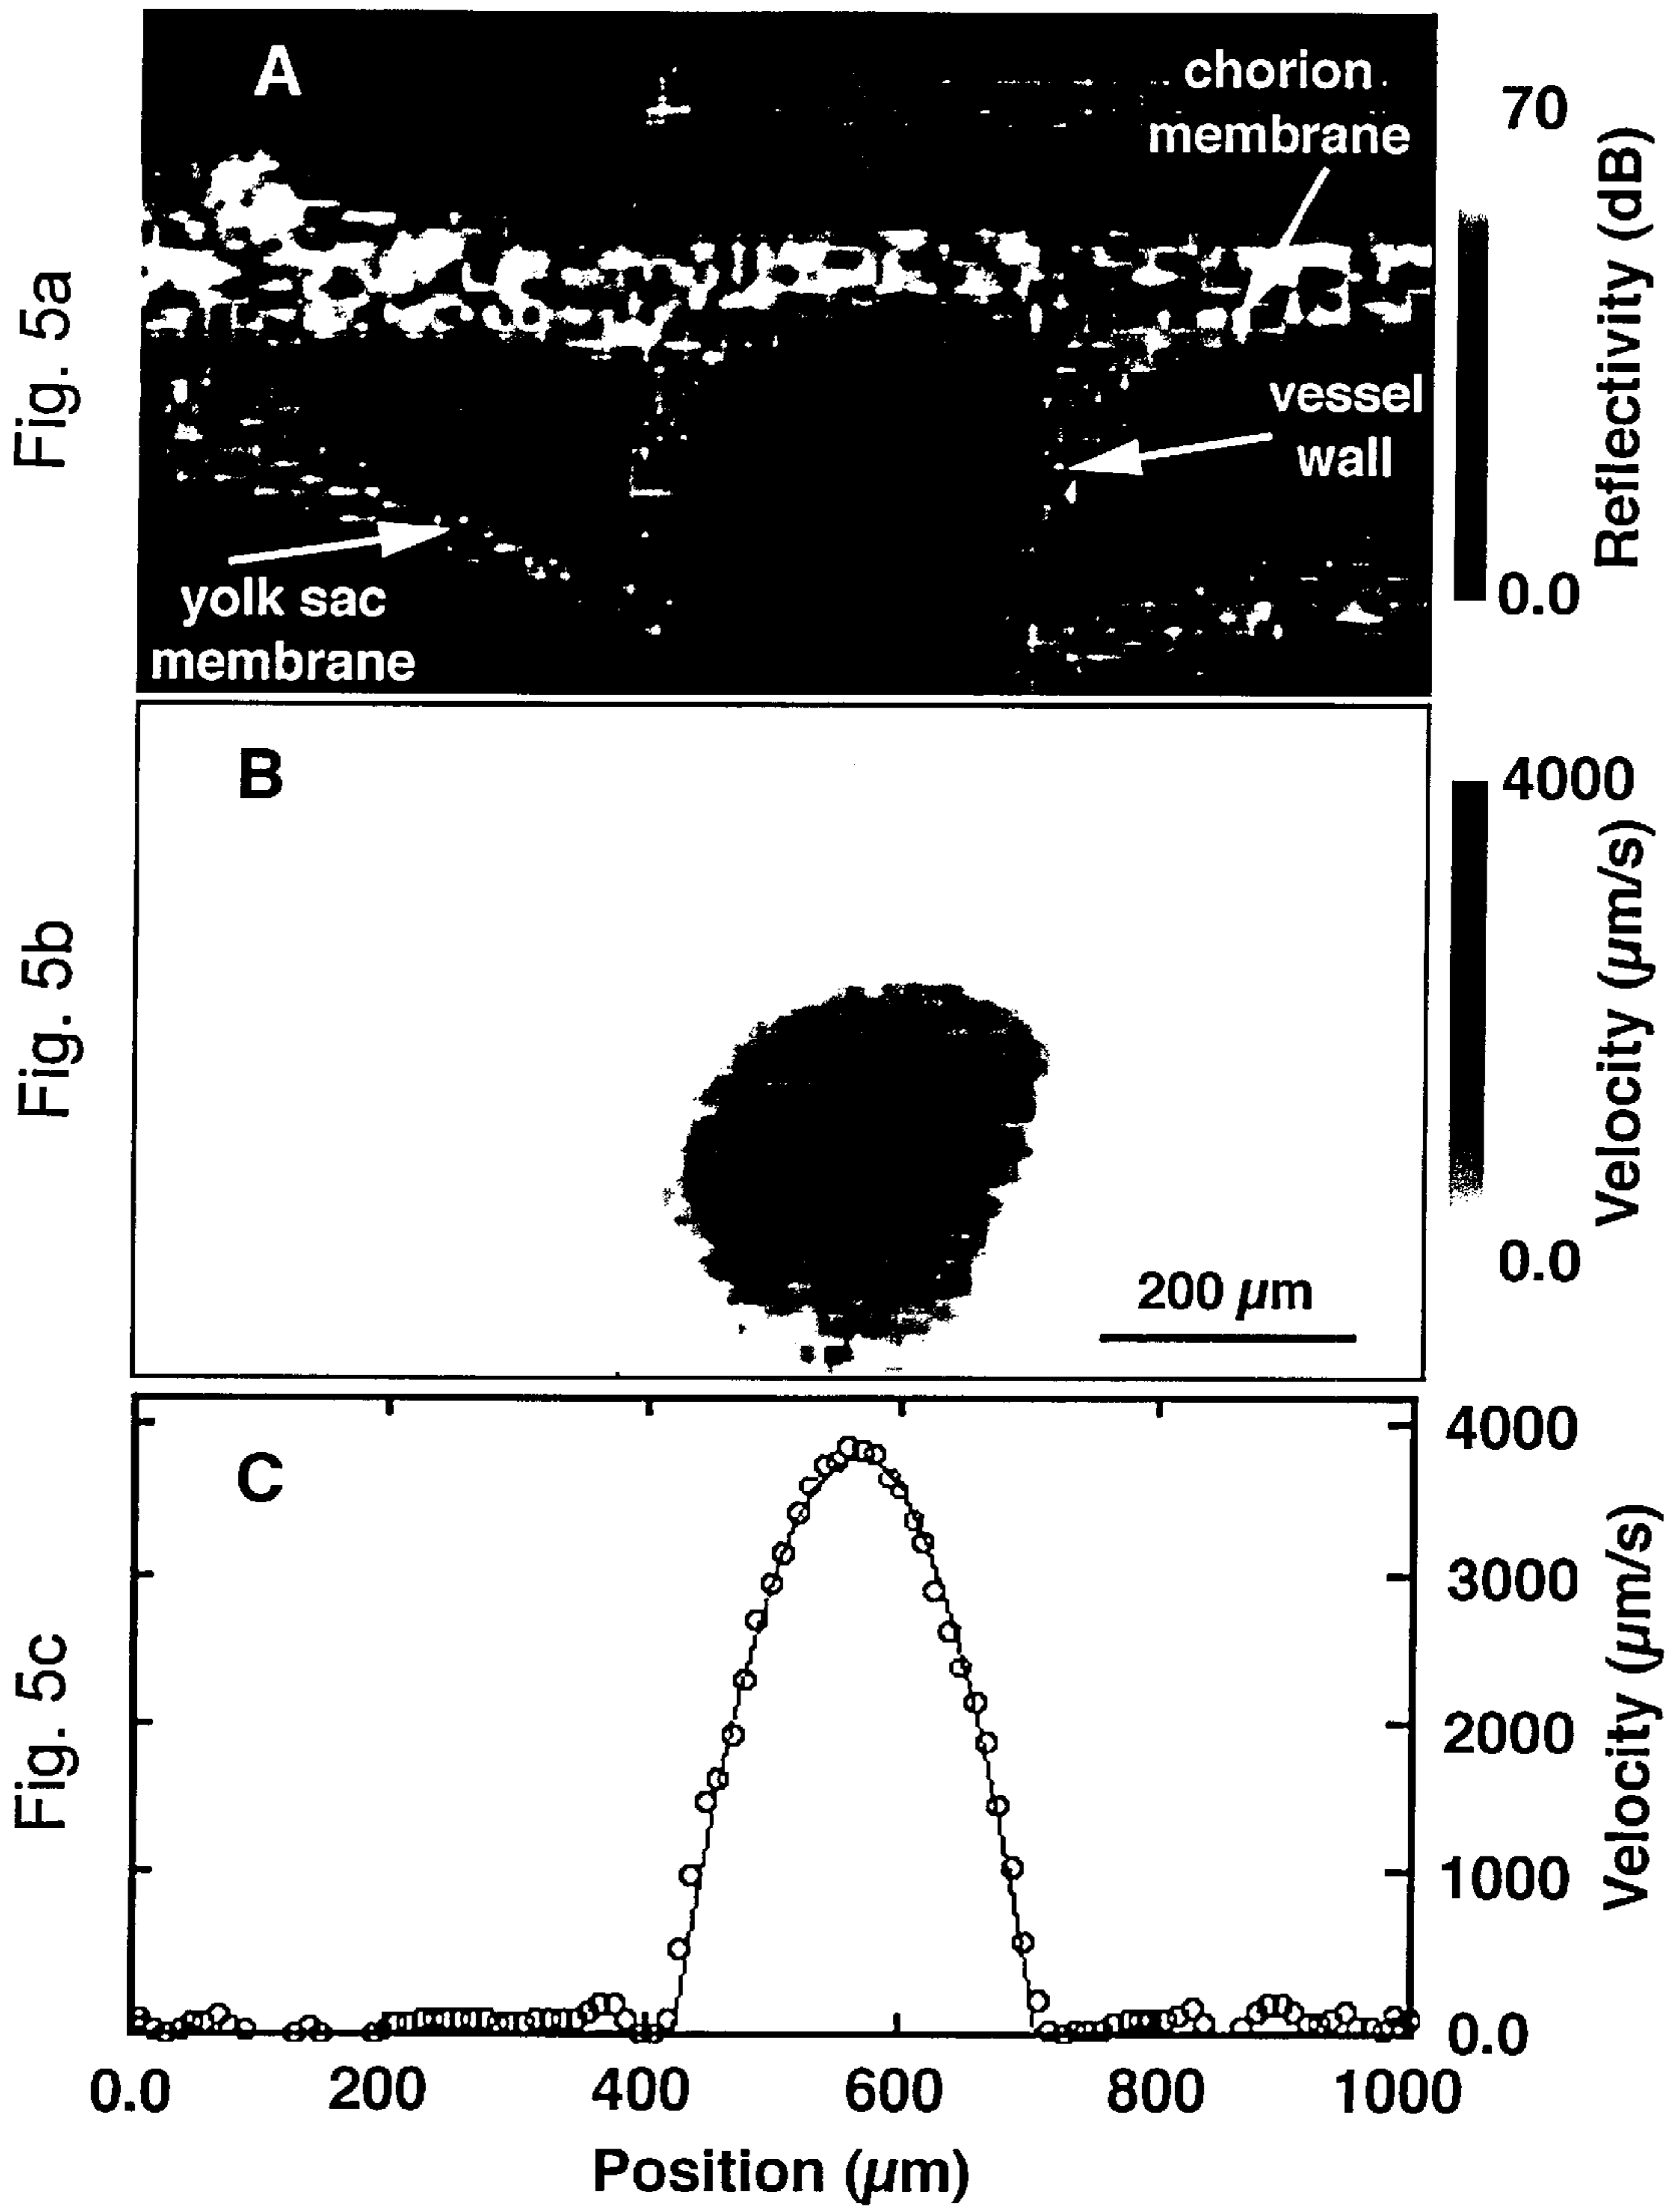 Fig. 5a
A
chorion
membrane
vessel
wall
yolk sac
membrane
70
0.0
Reflectivity (dB)
Fig. 5b
B
200 µm
4000
0.0
Velocity (µm/s)
Fig. 5c
C
4000
3000
2000
1000
0.0
Velocity (µm/s)
0.0 200 400 600 800 1000
Position (µm)